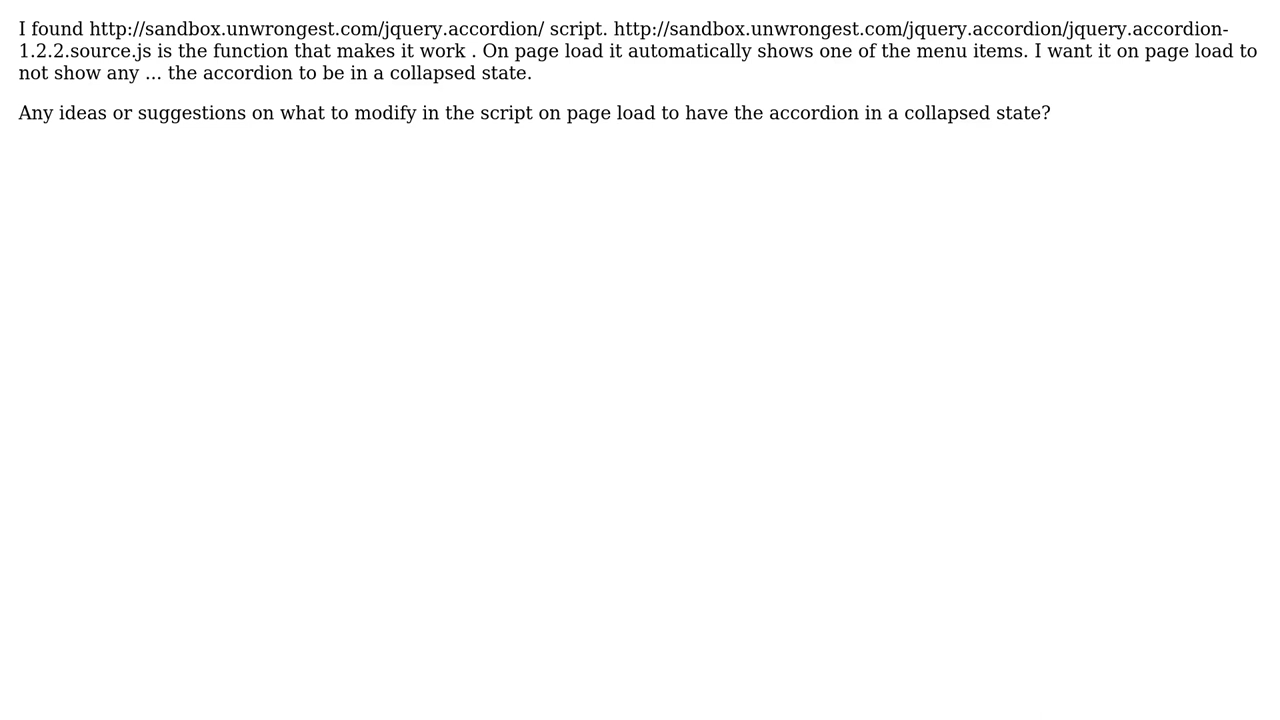 I found http://sandbox.unwrongest.com/jquery.accordion/ script. http://sandbox.unwrongest.com/jquery.accordion/jquery.accordion-
1.2.2.source.js is the function that makes it work . On page load it automatically shows one of the menu items. I want it on page load to
not show any ... the accordion to be in a collapsed state.
Any ideas or suggestions on what to modify in the script on page load to have the accordion in a collapsed state?